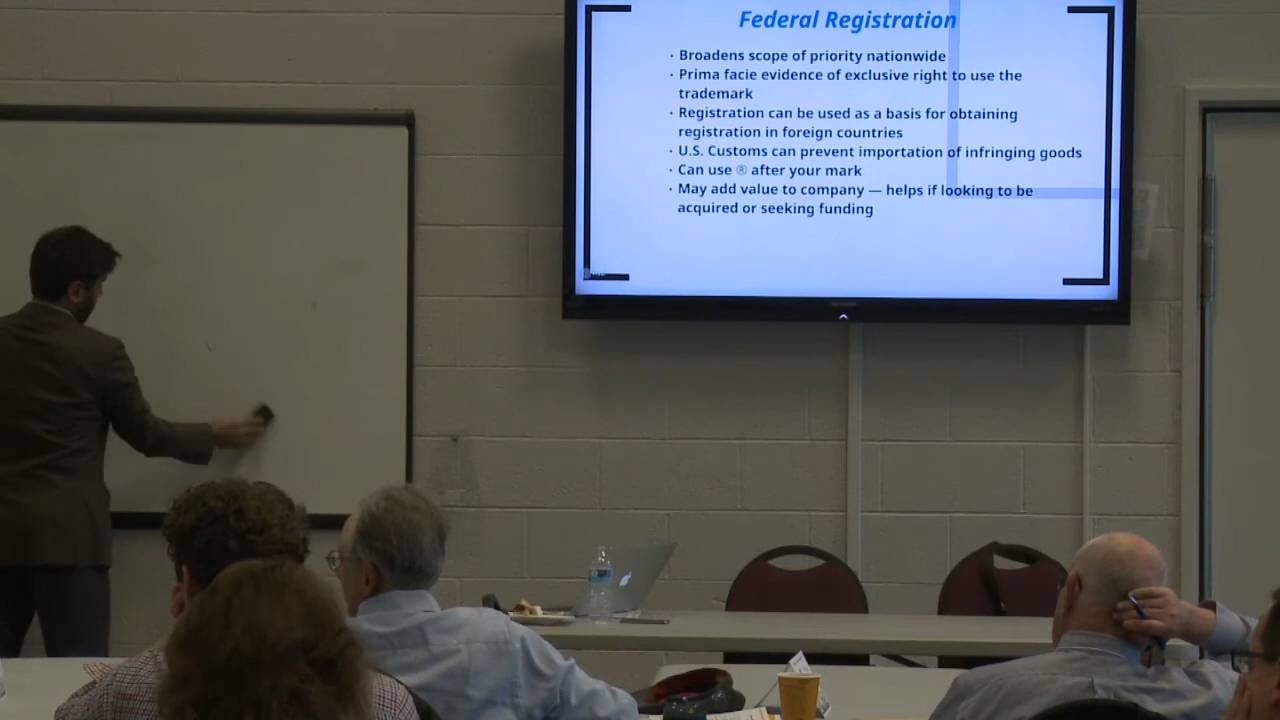 Federal Registration
· Broadens scope of priority nationwide
· Prima facie evidence of exclusive right to use the
trademark
· Registration can be used as a basis for obtaining
registration in foreign countries
· U.S. Customs can prevent importation of infringing goods
· Can use ® after your mark
· May add value to company — helps if looking to be
acquired or seeking funding